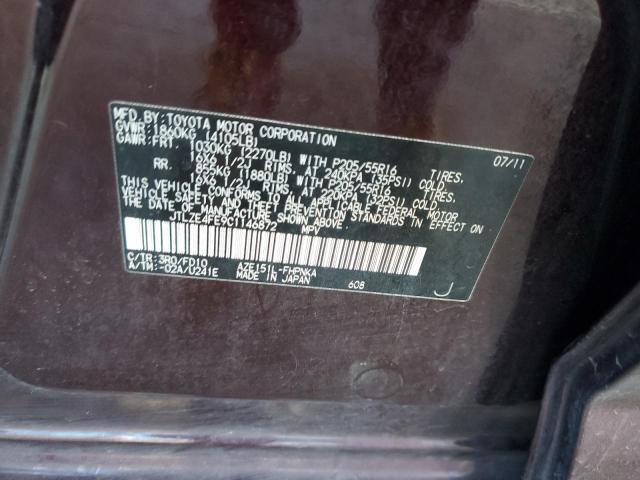 MFD. BY: TOYOTA MOTOR CORPORATION 07/11
GVWR: 1860KG (4105LB)
GAWR: FRT. 1030KG (2270LB) WITH P205/55R16 TIRES,
16X6 1/2J RIMS, AT 240KPA (35PSI) COLD
RR. 855KG (1880LB) WITH P205/55R16 TIRES,
16X6 1/2J RIMS, AT 220KPA (32PSI) COLD
THIS VEHICLE CONFORMS TO ALL APPLICABLE FEDERAL MOTOR
VEHICLE SAFETY AND THEFT PREVENTION STANDARDS IN EFFECT ON
THE DATE OF MANUFACTURE SHOWN ABOVE.
JTLZE4FE9C1146872 MPV
C/TR: 3R0/FD10 AZE151L-FHPNKA
A/TM: -02A/U241E MADE IN JAPAN 608 J